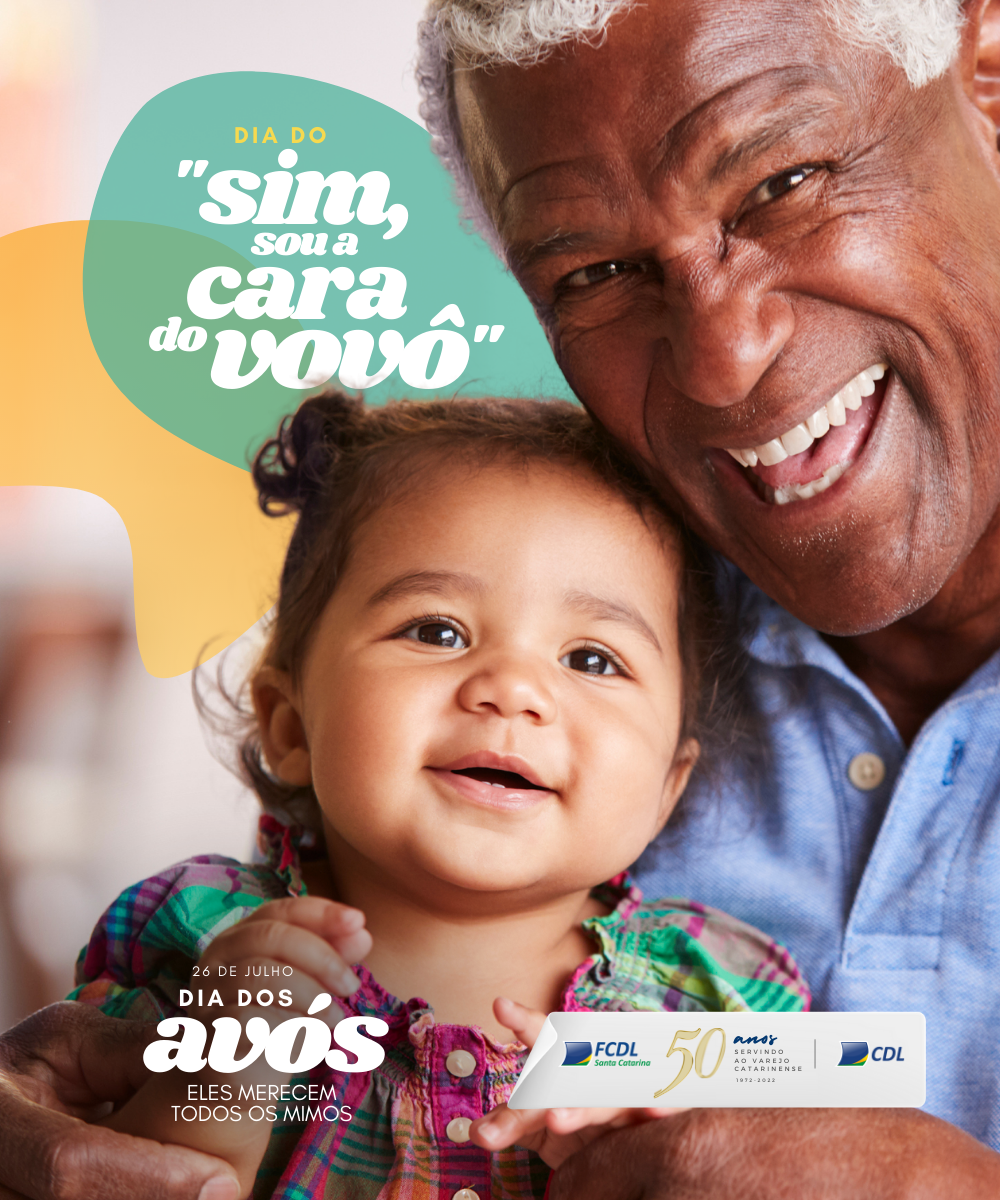 DIA DO
"sim,
sou a
cara
do vovô"
26 DE JULHO
DIA DOS
avós
ELES MERECEM
TODOS OS MIMOS
FCDL
Santa Catarina
50 anos
SERVINDO
AO VAREJO
CATARINENSE
1972-2022
CDL